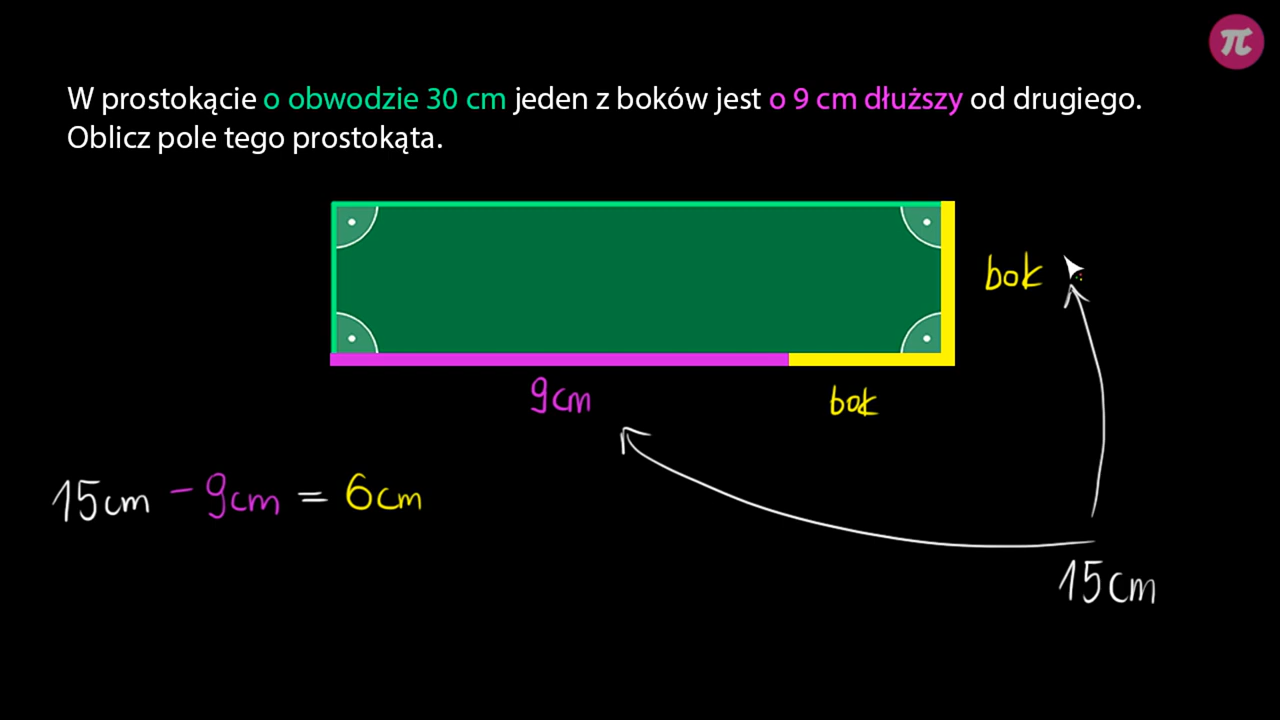 π
W prostokącie o obwodzie 30 cm jeden z boków jest o 9 cm dłuższy od drugiego.
Oblicz pole tego prostokąta.
bok
9cm
bok
15cm - 9cm = 6cm
15cm